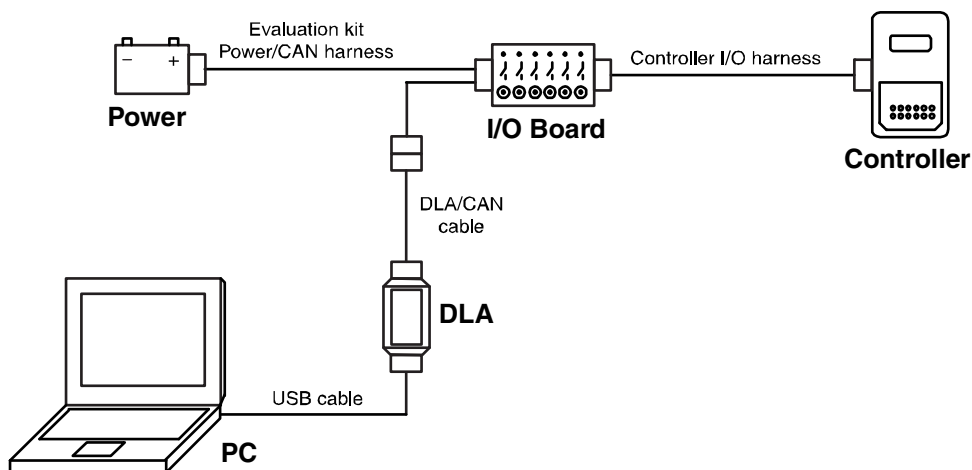 Evaluation kit
Power/CAN harness
− +
Power
I/O Board
Controller I/O harness
Controller
DLA/CAN
cable
DLA
USB cable
PC